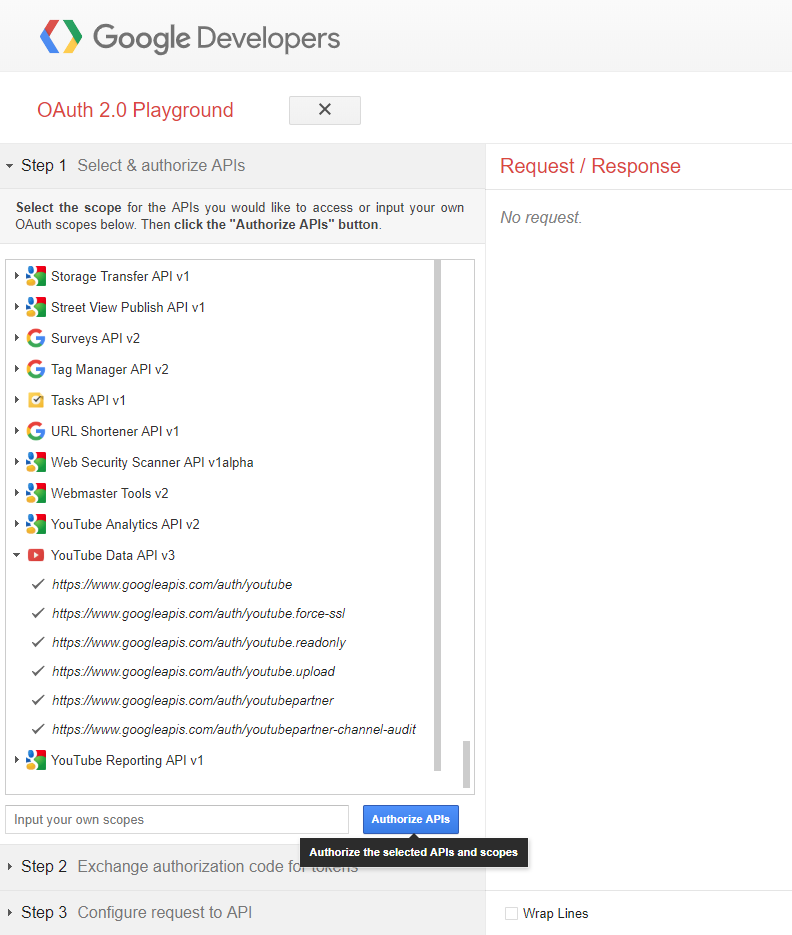 Google Developers
OAuth 2.0 Playground
Step 1 Select & authorize APIs
Select the scope for the APIs you would like to access or input your own
OAuth scopes below. Then click the "Authorize APIs" button.
Storage Transfer API v1
Street View Publish API v1
Surveys API v2
Tag Manager API v2
Tasks API v1
URL Shortener API v1
Web Security Scanner API v1alpha
Webmaster Tools v2
YouTube Analytics API v2
YouTube Data API v3
https://www.googleapis.com/auth/youtube
https://www.googleapis.com/auth/youtube.force-ssl
https://www.googleapis.com/auth/youtube.readonly
https://www.googleapis.com/auth/youtube.upload
https://www.googleapis.com/auth/youtubepartner
https://www.googleapis.com/auth/youtubepartner-channel-audit
YouTube Reporting API v1
Input your own scopes
Authorize APIs
Authorize the selected APIs and scopes
Step 2 Exchange authorization code for tokens
Step 3 Configure request to API
Request / Response
No request.
Wrap Lines